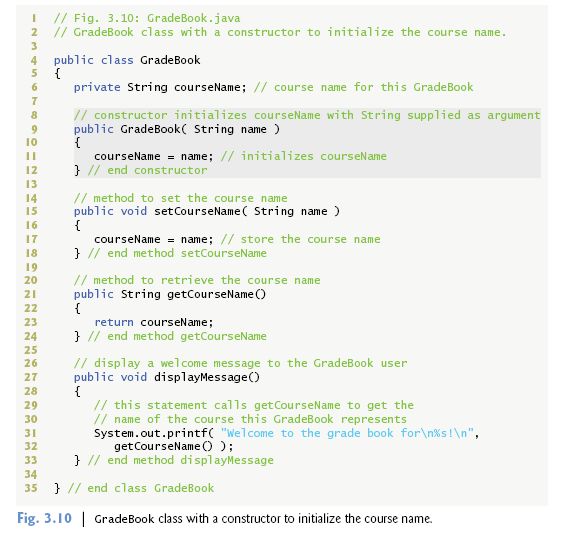 1 // Fig. 3.10: GradeBook.java
2 // GradeBook class with a constructor to initialize the course name.
3
4 public class GradeBook
5 {
6 private String courseName; // course name for this GradeBook
7
8 // constructor initializes courseName with String supplied as argument
9 public GradeBook( String name )
10 {
11 courseName = name; // initializes courseName
12 } // end constructor
13
14 // method to set the course name
15 public void setCourseName( String name )
16 {
17 courseName = name; // store the course name
18 } // end method setCourseName
19
20 // method to retrieve the course name
21 public String getCourseName()
22 {
23 return courseName;
24 } // end method getCourseName
25
26 // display a welcome message to the GradeBook user
27 public void displayMessage()
28 {
29 // this statement calls getCourseName to get the
30 // name of the course this GradeBook represents
31 System.out.printf( "Welcome to the grade book for\n%s!\n",
32 getCourseName() );
33 } // end method displayMessage
34
35 } // end class GradeBook
Fig. 3.10 | GradeBook class with a constructor to initialize the course name.